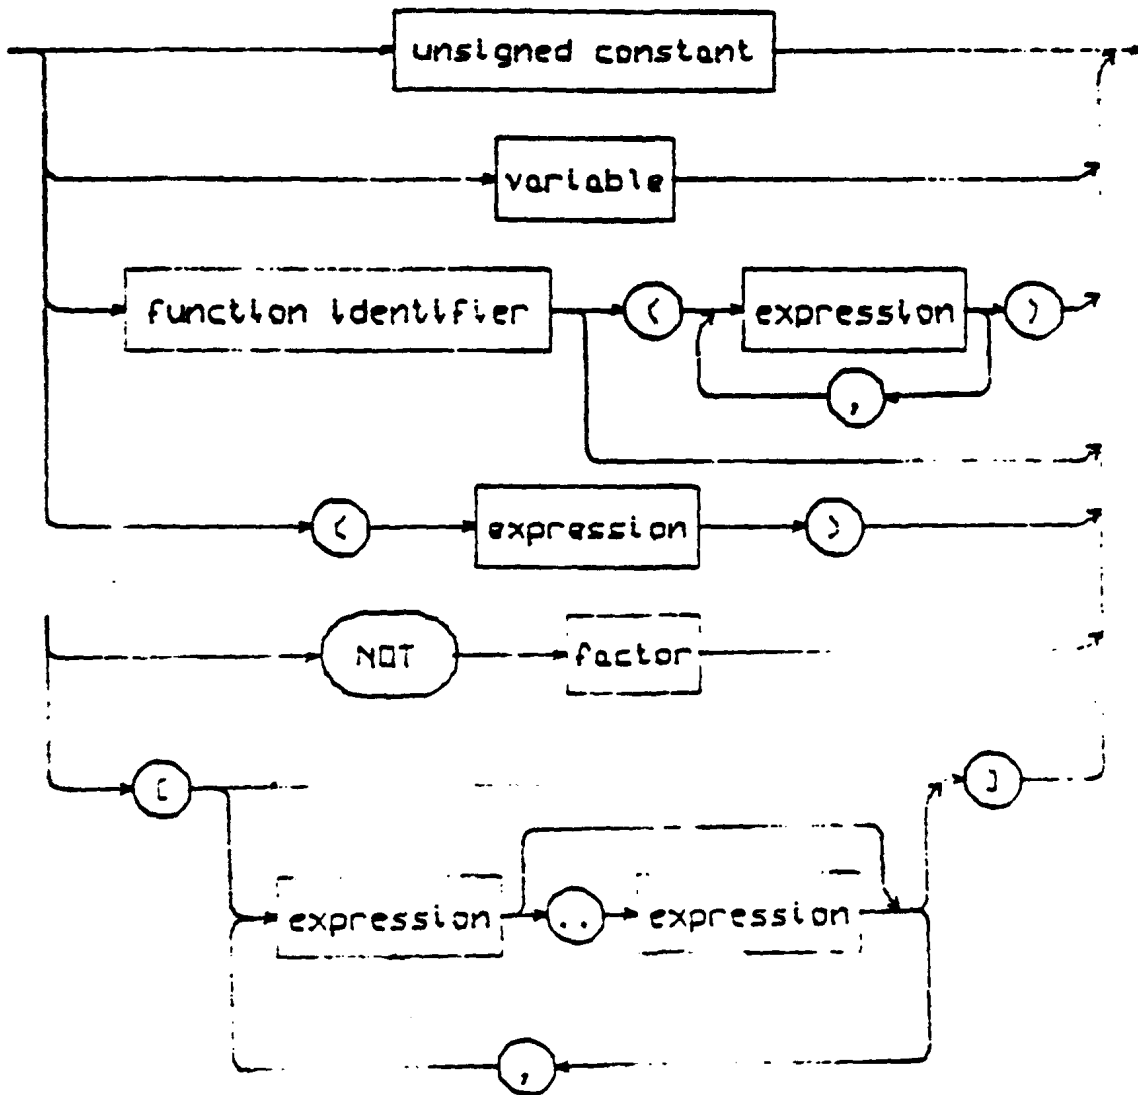 unsigned constant
variable
function identifier ( expression )
,
( expression )
NOT factor
[ ]
expression .. expression
,